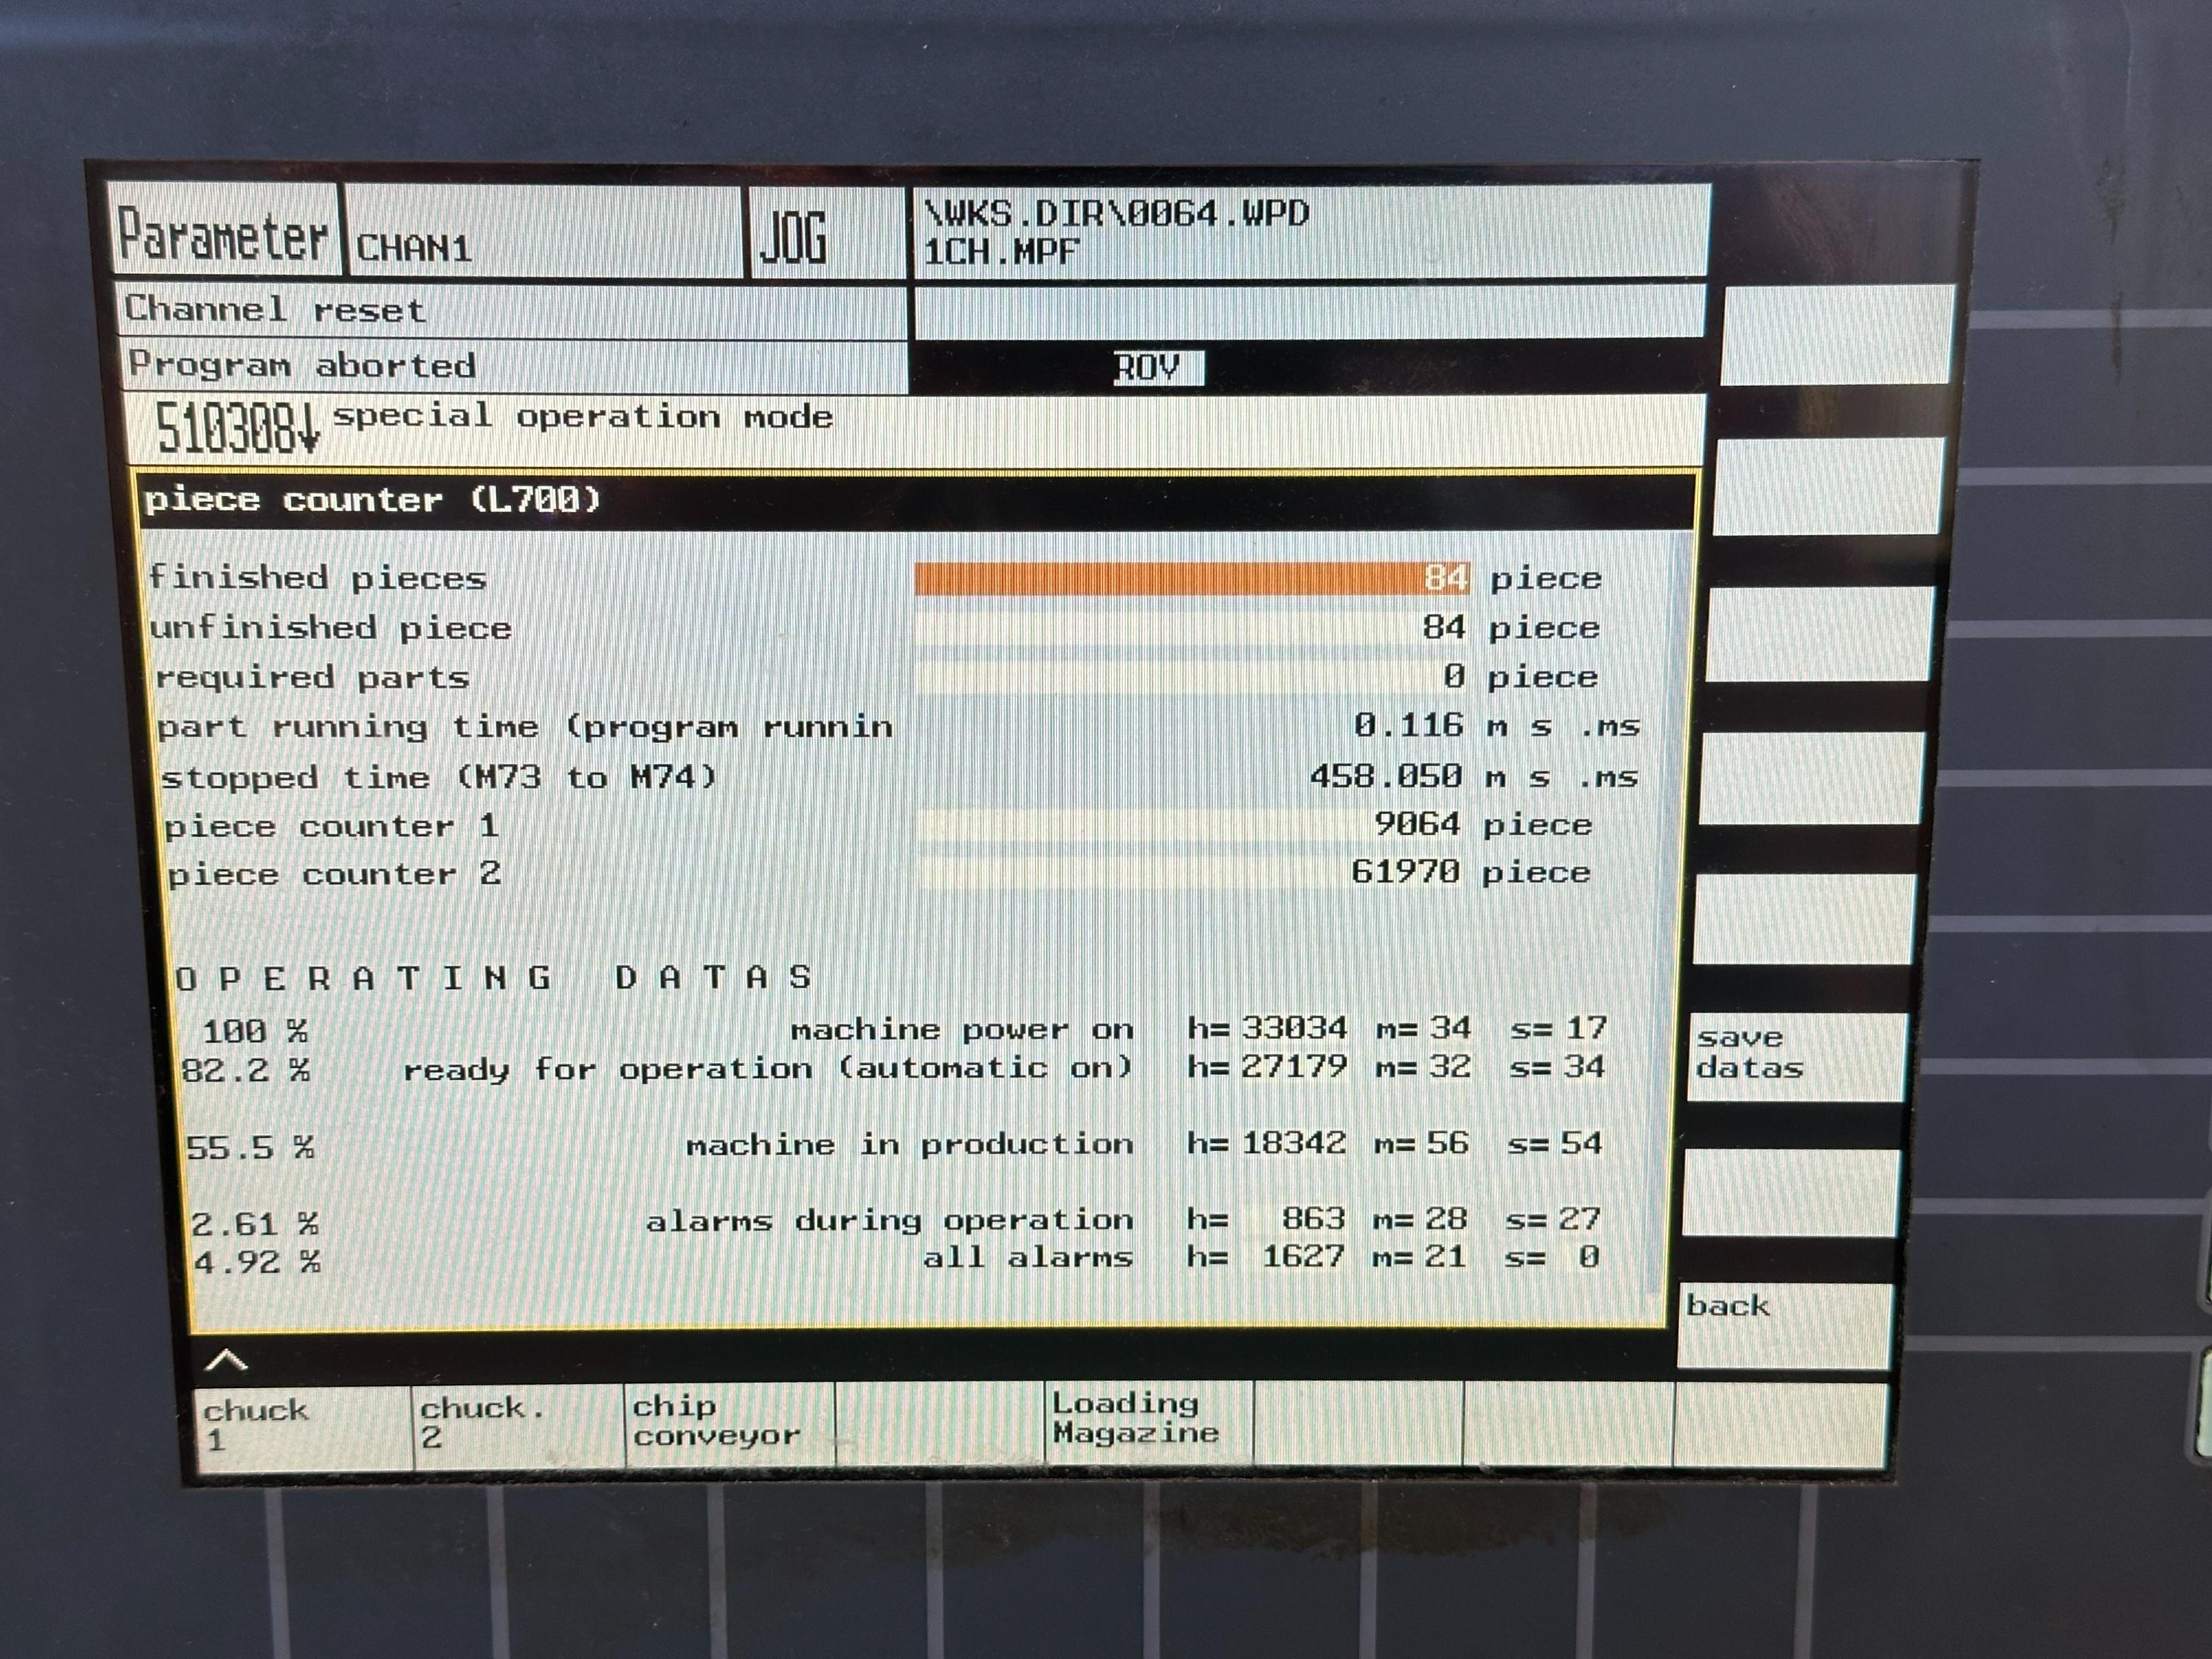 Parameter CHAN1 JOG \WKS.DIR\0064.WPD
1CH.MPF
Channel reset
Program aborted ROV
510308↓ special operation mode
piece counter (L700)
finished pieces 84 piece
unfinished piece 84 piece
required parts 0 piece
part running time (program runnin 0.116 m s .ms
stopped time (M73 to M74) 458.050 m s .ms
piece counter 1 9064 piece
piece counter 2 61970 piece
O P E R A T I N G D A T A S
100 % machine power on h= 33034 m= 34 s= 17
82.2 % ready for operation (automatic on) h= 27179 m= 32 s= 34
55.5 % machine in production h= 18342 m= 56 s= 54
2.61 % alarms during operation h= 863 m= 28 s= 27
4.92 % all alarms h= 1627 m= 21 s= 0
save
datas
back
^
chuck
1
chuck.
2
chip
conveyor
Loading
Magazine